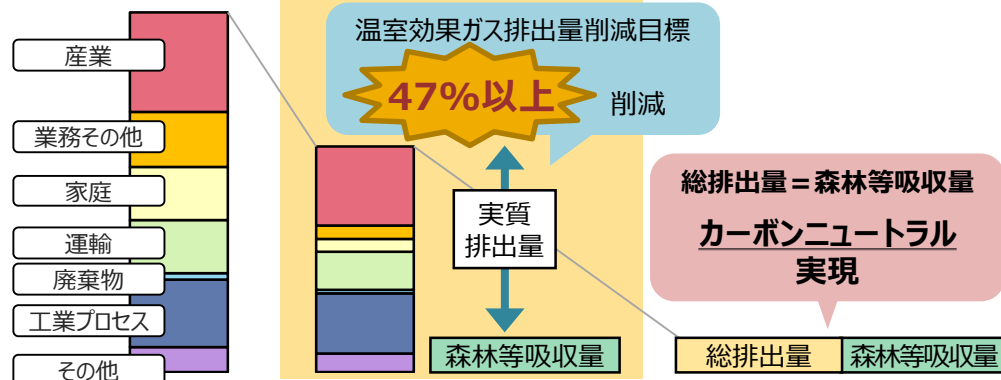 産業
業務その他
家庭
運輸
廃棄物
工業プロセス
その他
温室効果ガス排出量削減目標
47%以上
削減
実質
排出量
森林等吸収量
総排出量＝森林等吸収量
カーボンニュートラル
実現
総排出量
森林等吸収量